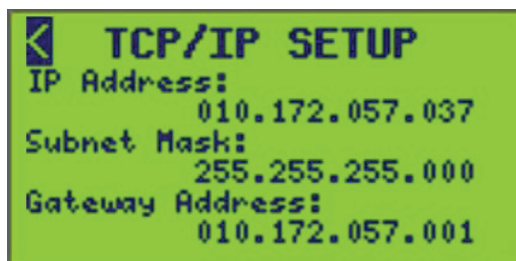 < TCP/IP SETUP
IP Address:
010.172.057.037
Subnet Mask:
255.255.255.000
Gateway Address:
010.172.057.001